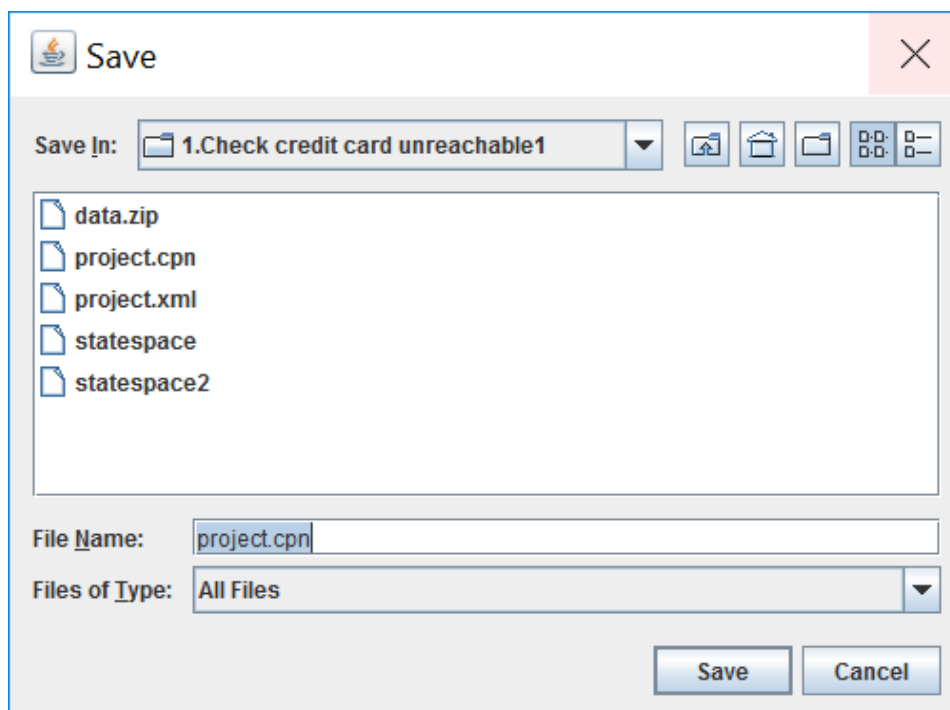 Save
Save In: 1.Check credit card unreachable1
data.zip
project.cpn
project.xml
statespace
statespace2
File Name: project.cpn
Files of Type: All Files
Save Cancel